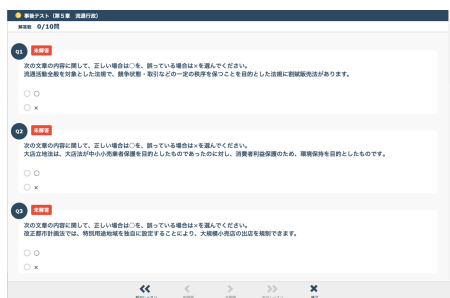 事後テスト（第５章　流通行政）
解答数 0/10問
Q1 未解答
次の文章の内容に関して、正しい場合は○を、誤っている場合は×を選んでください。
流通活動全般を対象とした法規で、競争状態・取引などの一定の秩序を保つことを目的とした法規に割賦販売法があります。
○
×
Q2 未解答
次の文章の内容に関して、正しい場合は○を、誤っている場合は×を選んでください。
大店立地法は、大店法が中小小売業者保護を目的としたものであったのに対し、消費者利益保護のため、環境保持を目的としたものです。
○
×
Q3 未解答
次の文章の内容に関して、正しい場合は○を、誤っている場合は×を選んでください。
改正都市計画法では、特別用途地域を独自に設定することにより、大規模小売店の出店を規制できます。
○
×
終了